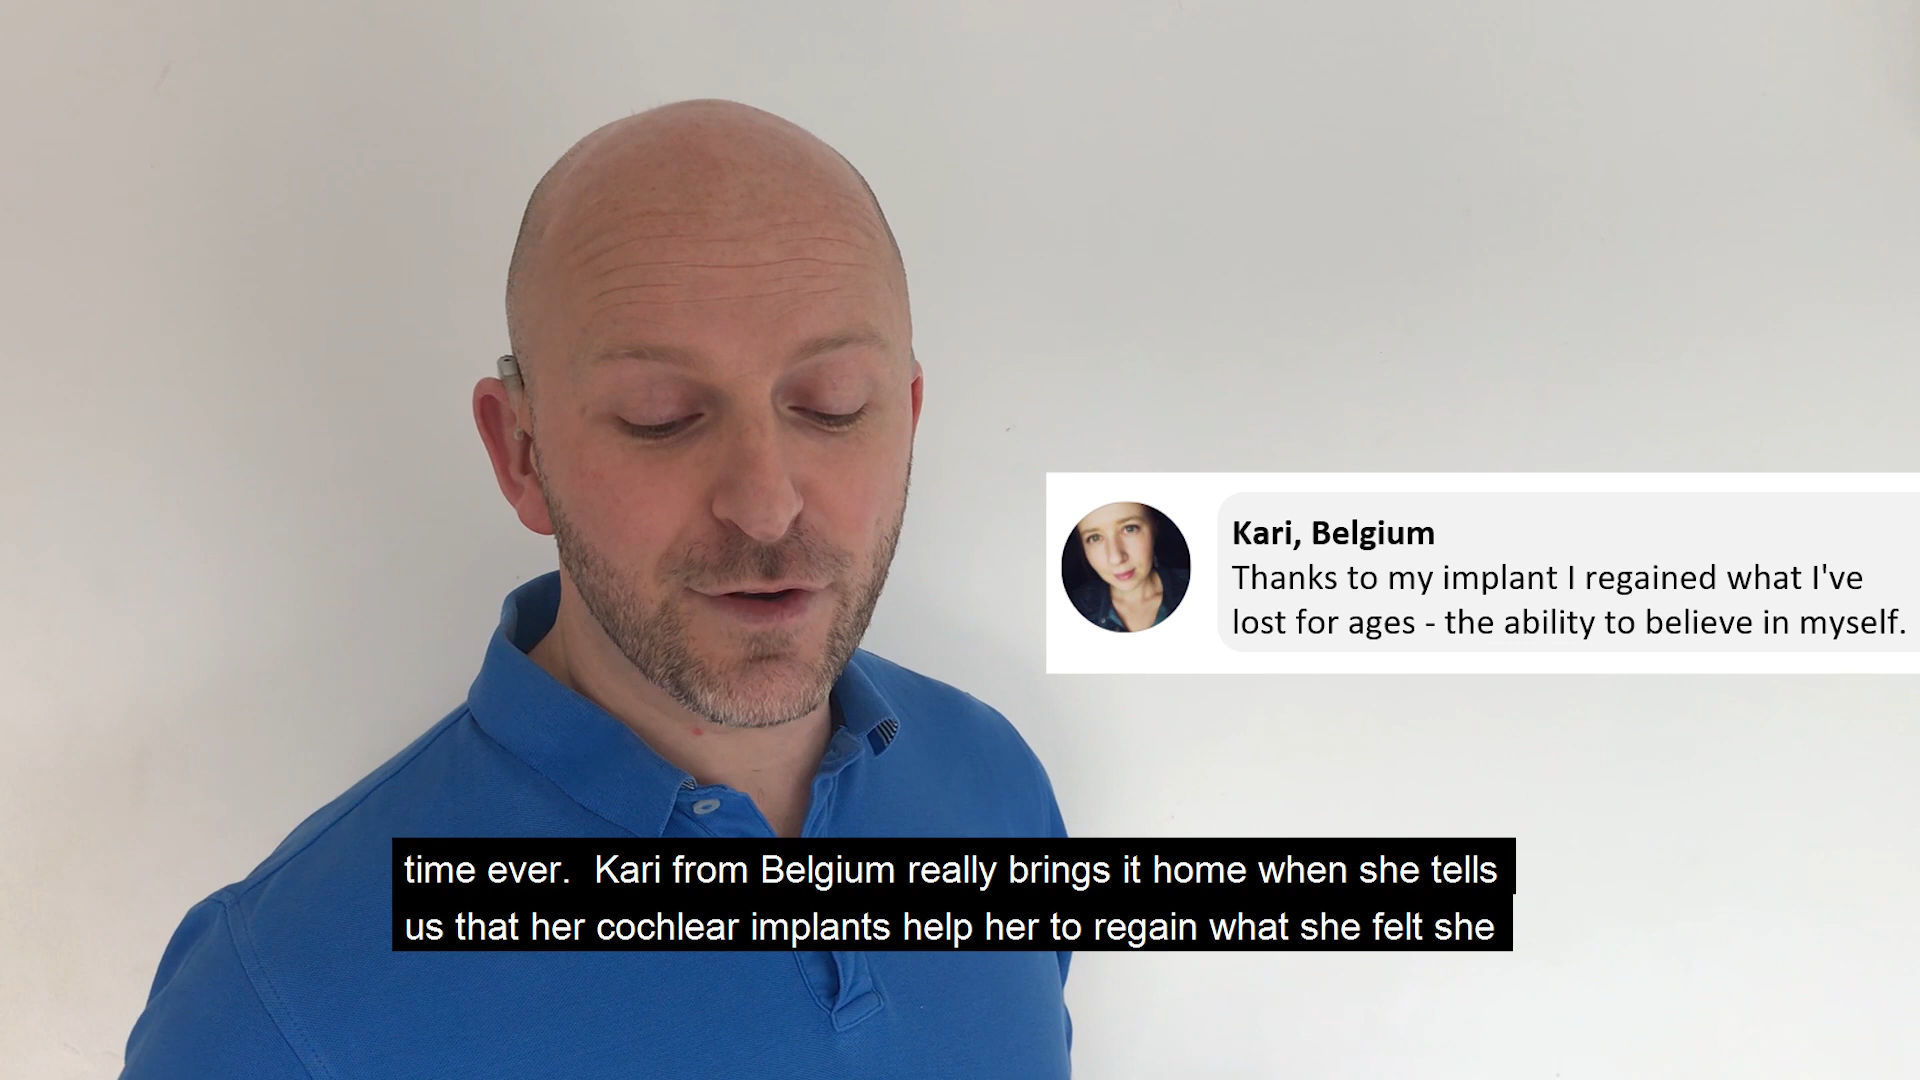 Kari, Belgium
Thanks to my implant I regained what I've
lost for ages - the ability to believe in myself.
time ever.  Kari from Belgium really brings it home when she tells
us that her cochlear implants help her to regain what she felt she